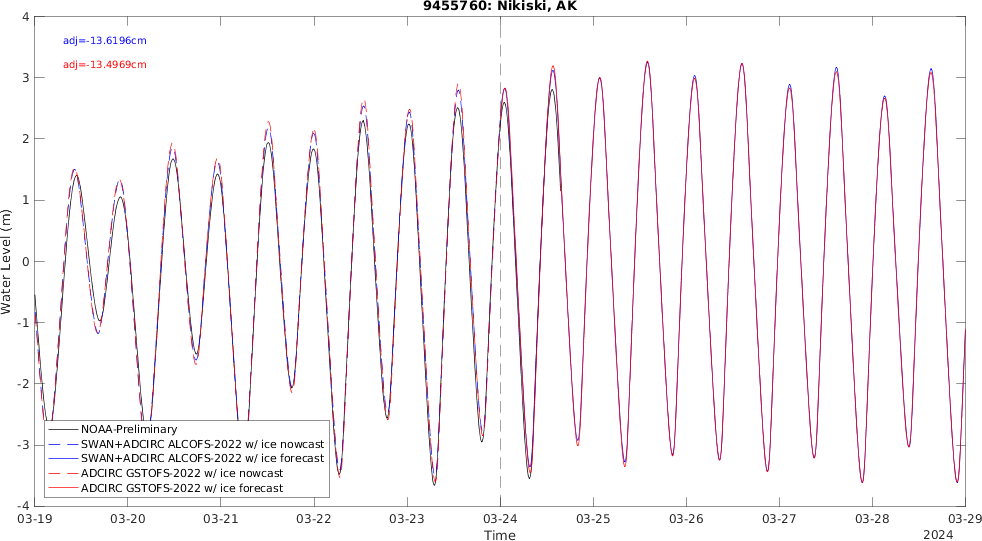 9455760: Nikiski, AK
adj=-13.6196cm
adj=-13.4969cm
4
3
2
1
0
-1
-2
-3
-4
Water Level (m)
NOAA-Preliminary
SWAN+ADCIRC ALCOFS-2022 w/ ice nowcast
SWAN+ADCIRC ALCOFS-2022 w/ ice forecast
ADCIRC GSTOFS-2022 w/ ice nowcast
ADCIRC GSTOFS-2022 w/ ice forecast
03-19 03-20 03-21 03-22 03-23 03-24 03-25 03-26 03-27 03-28 03-29
Time
2024